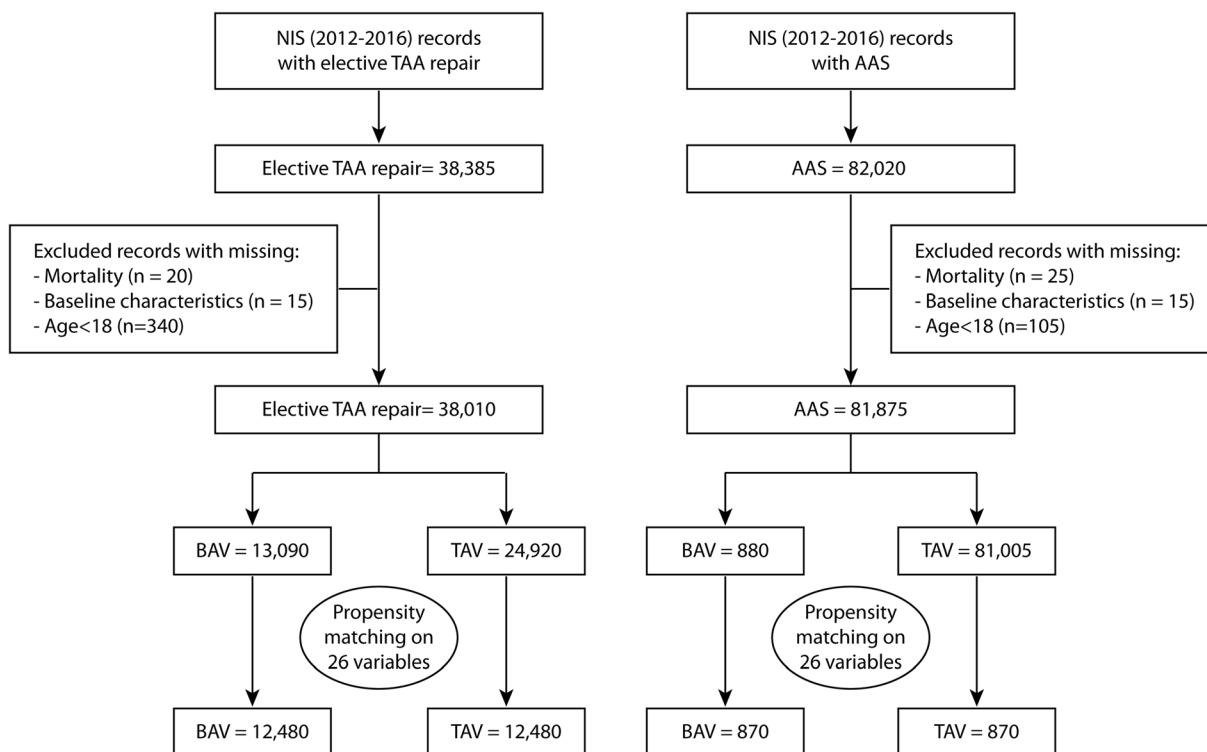 NIS (2012-2016) records
with elective TAA repair
Elective TAA repair= 38,385
Excluded records with missing:
- Mortality (n = 20)
- Baseline characteristics (n = 15)
- Age<18 (n=340)
Elective TAA repair= 38,010
BAV = 13,090
TAV = 24,920
Propensity
matching on
26 variables
BAV = 12,480
TAV = 12,480
NIS (2012-2016) records
with AAS
AAS = 82,020
Excluded records with missing:
- Mortality (n = 25)
- Baseline characteristics (n = 15)
- Age<18 (n=105)
AAS = 81,875
BAV = 880
TAV = 81,005
Propensity
matching on
26 variables
BAV = 870
TAV = 870